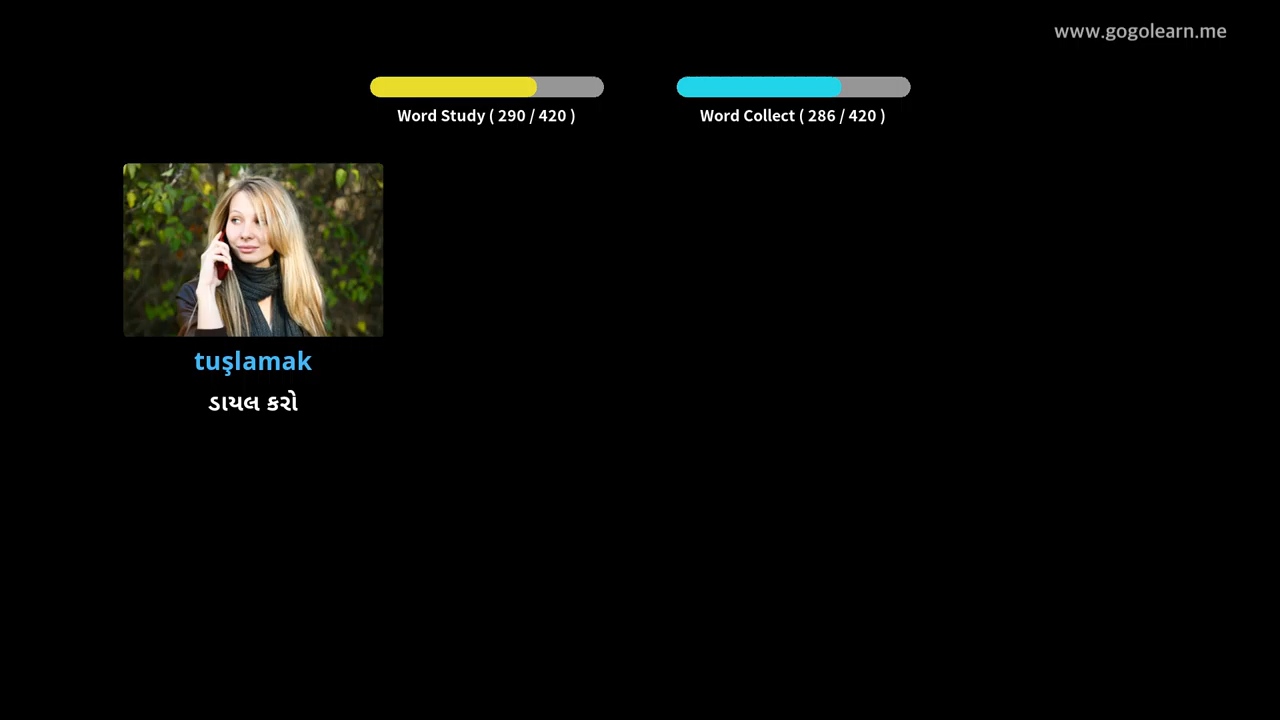 www.gogolearn.me
Word Study ( 290 / 420 )
Word Collect ( 286 / 420 )
tuşlamak
ડાયલ કરો